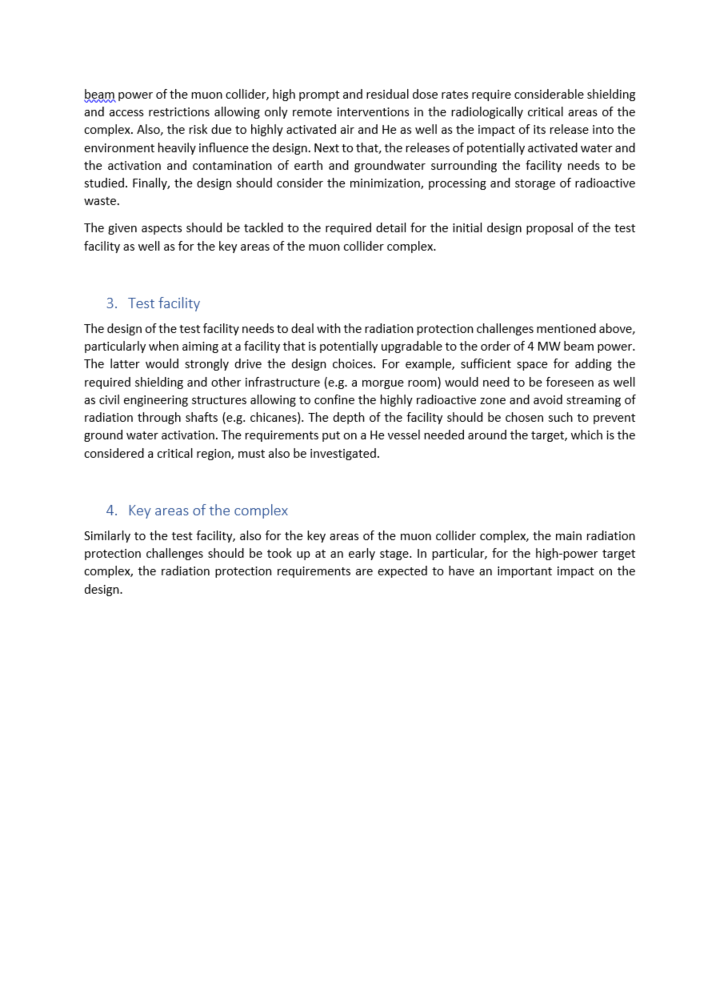 beam power of the muon collider, high prompt and residual dose rates require considerable shielding
and access restrictions allowing only remote interventions in the radiologically critical areas of the
complex. Also, the risk due to highly activated air and He as well as the impact of its release into the
environment heavily influence the design. Next to that, the releases of potentially activated water and
the activation and contamination of earth and groundwater surrounding the facility needs to be
studied. Finally, the design should consider the minimization, processing and storage of radioactive
waste.
The given aspects should be tackled to the required detail for the initial design proposal of the test
facility as well as for the key areas of the muon collider complex.
3. Test facility
The design of the test facility needs to deal with the radiation protection challenges mentioned above,
particularly when aiming at a facility that is potentially upgradable to the order of 4 MW beam power.
The latter would strongly drive the design choices. For example, sufficient space for adding the
required shielding and other infrastructure (e.g. a morgue room) would need to be foreseen as well
as civil engineering structures allowing to confine the highly radioactive zone and avoid streaming of
radiation through shafts (e.g. chicanes). The depth of the facility should be chosen such to prevent
ground water activation. The requirements put on a He vessel needed around the target, which is the
considered a critical region, must also be investigated.
4. Key areas of the complex
Similarly to the test facility, also for the key areas of the muon collider complex, the main radiation
protection challenges should be took up at an early stage. In particular, for the high-power target
complex, the radiation protection requirements are expected to have an important impact on the
design.